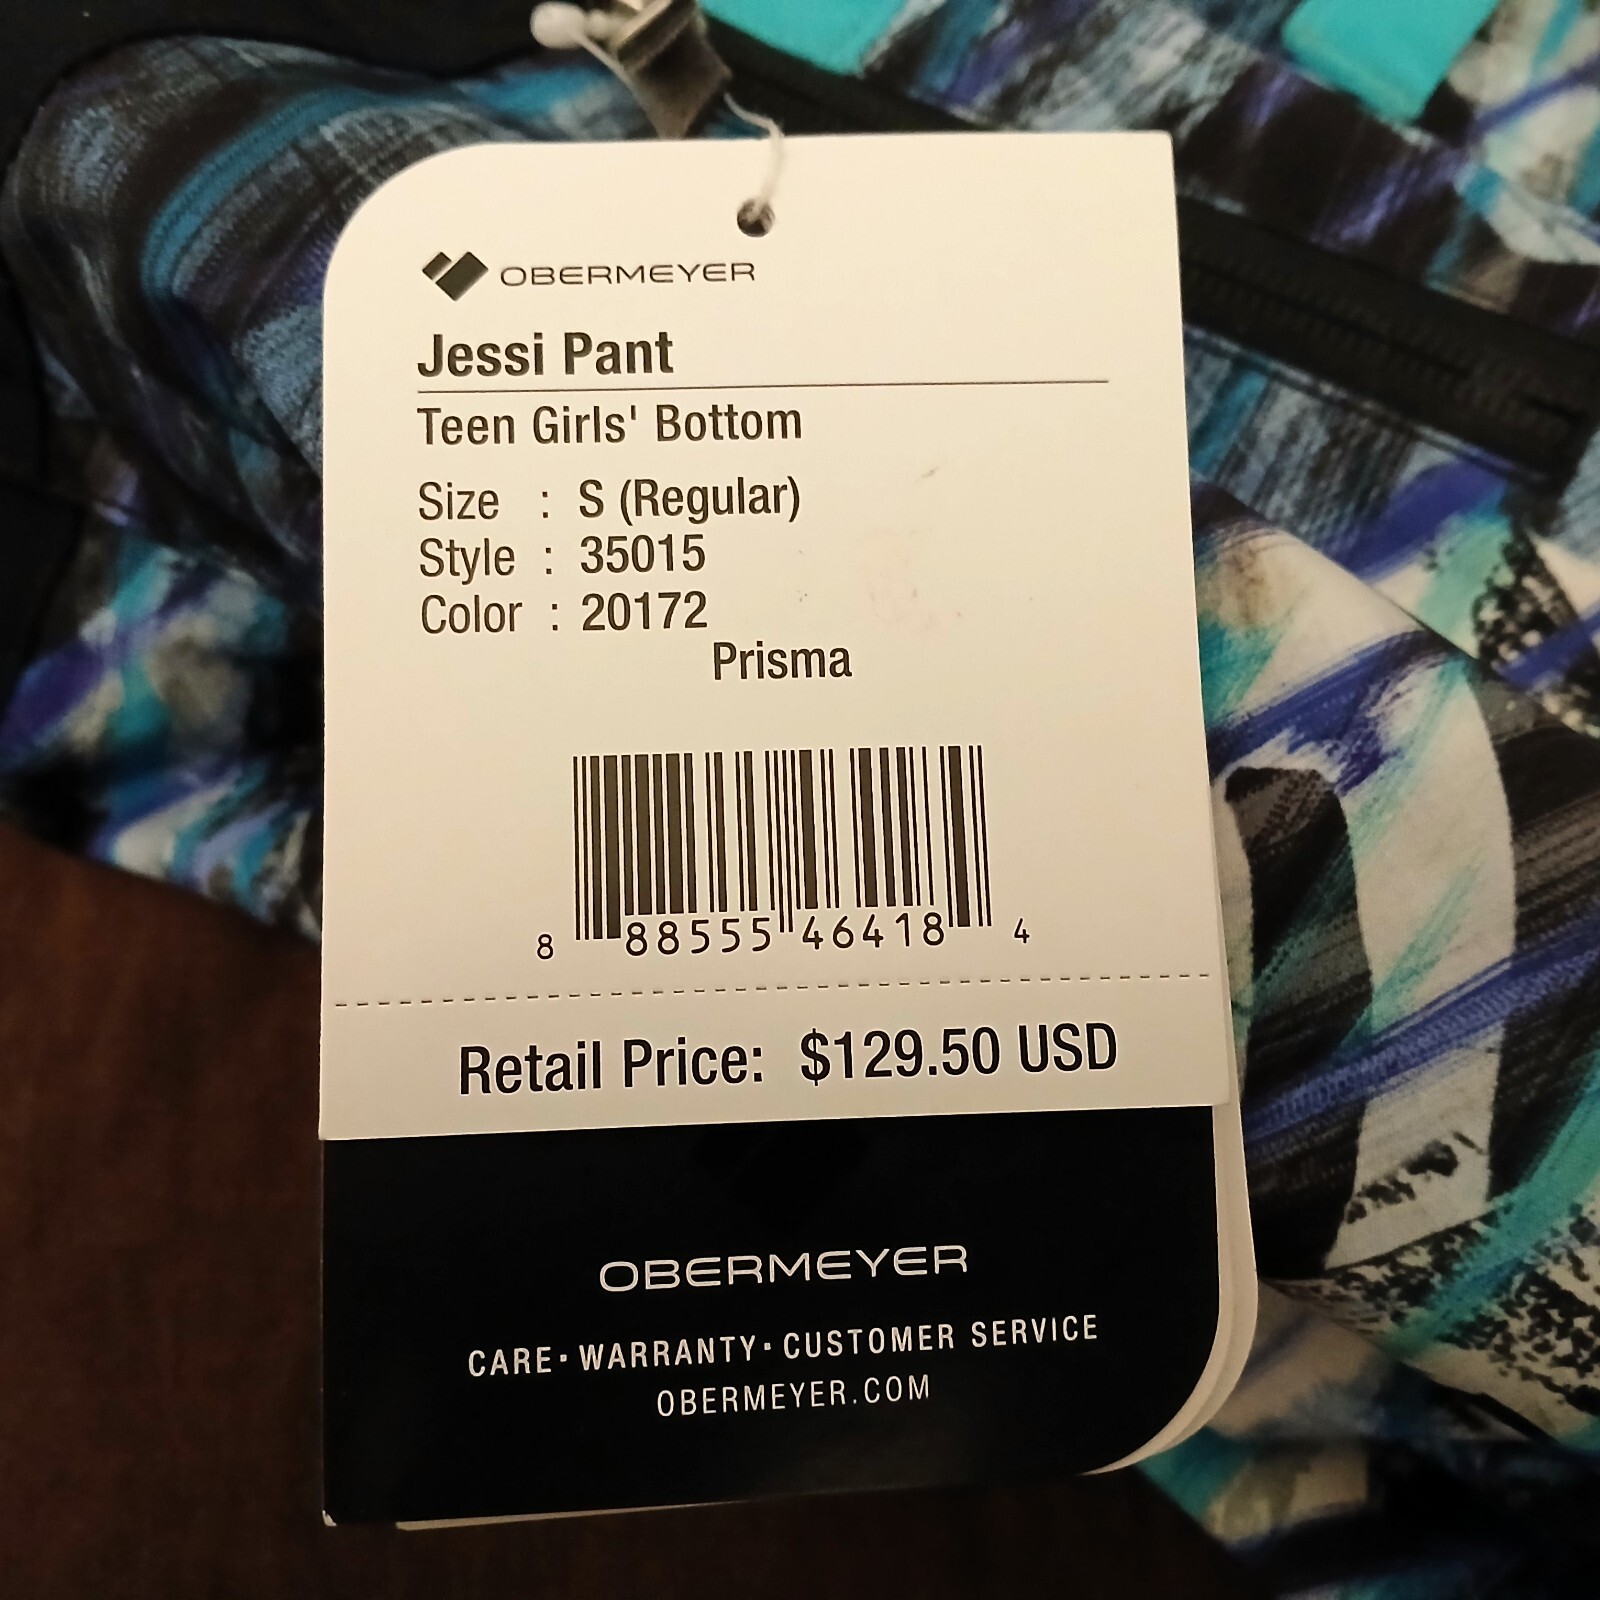 OBERMEYER
Jessi Pant
Teen Girls' Bottom
Size : S (Regular)
Style : 35015
Color : 20172
Prisma
8 88555 46418 4
Retail Price: $129.50 USD
OBERMEYER
CARE · WARRANTY · CUSTOMER SERVICE
OBERMEYER.COM